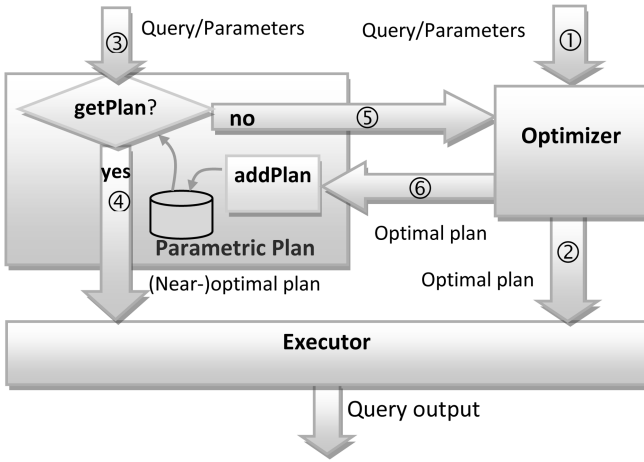 ③ Query/Parameters
Query/Parameters ①
getPlan?
no ⑤
Optimizer
yes
④
addPlan
⑥
Parametric Plan
Optimal plan
②
(Near-)optimal plan
Optimal plan
Executor
Query output